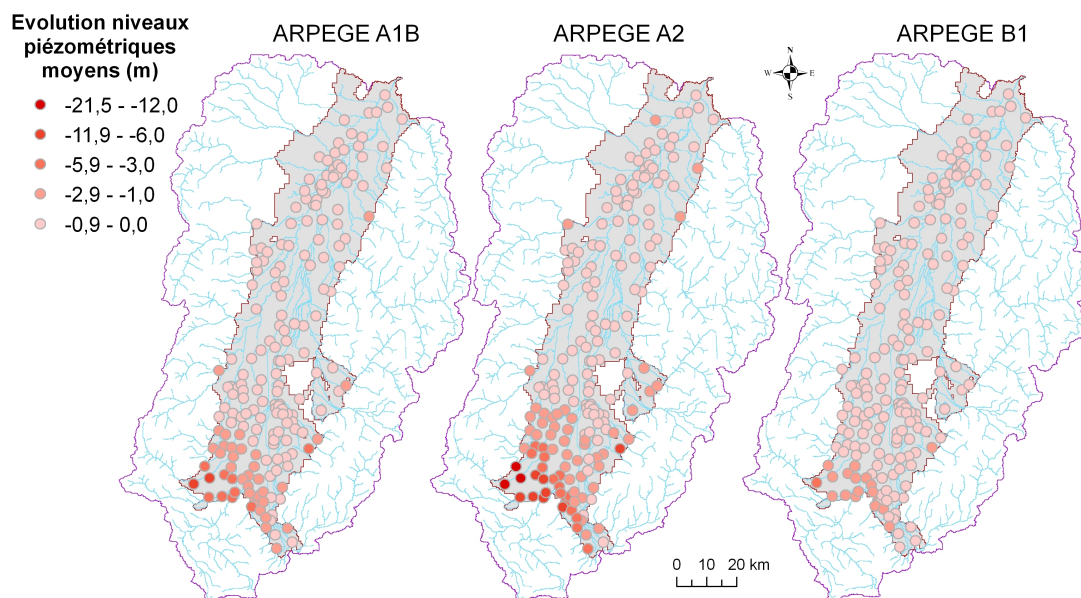 Evolution niveaux
piézométriques
moyens (m)
-21,5 - -12,0
-11,9 - -6,0
-5,9 - -3,0
-2,9 - -1,0
-0,9 - 0,0
ARPEGE A1B
ARPEGE A2
ARPEGE B1
N
W E
S
0 10 20 km